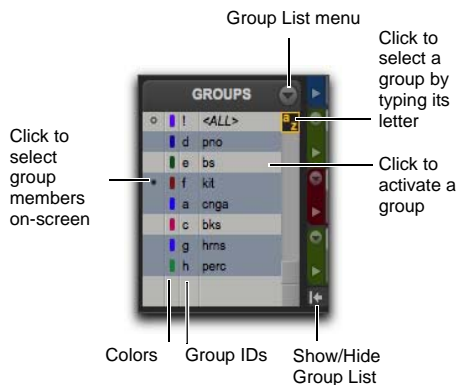 Group List menu
Click to
select a
group by
typing its
letter
GROUPS
a
z
! <ALL>
d pno
e bs
f kit
a cnga
c bks
g hrns
h perc
Click to
select
group
members
on-screen
Click to
activate a
group
Colors
Group IDs
Show/Hide
Group List